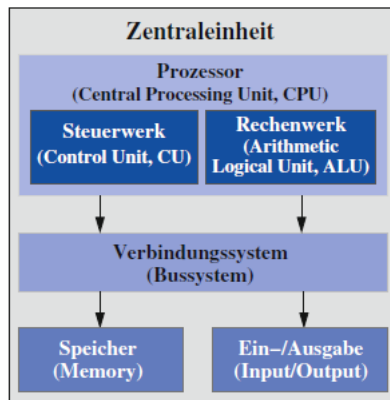 Zentraleinheit
Prozessor
(Central Processing Unit, CPU)
Steuerwerk
(Control Unit, CU)
Rechenwerk
(Arithmetic
Logical Unit, ALU)
Verbindungssystem
(Bussystem)
Speicher
(Memory)
Ein−/Ausgabe
(Input/Output)